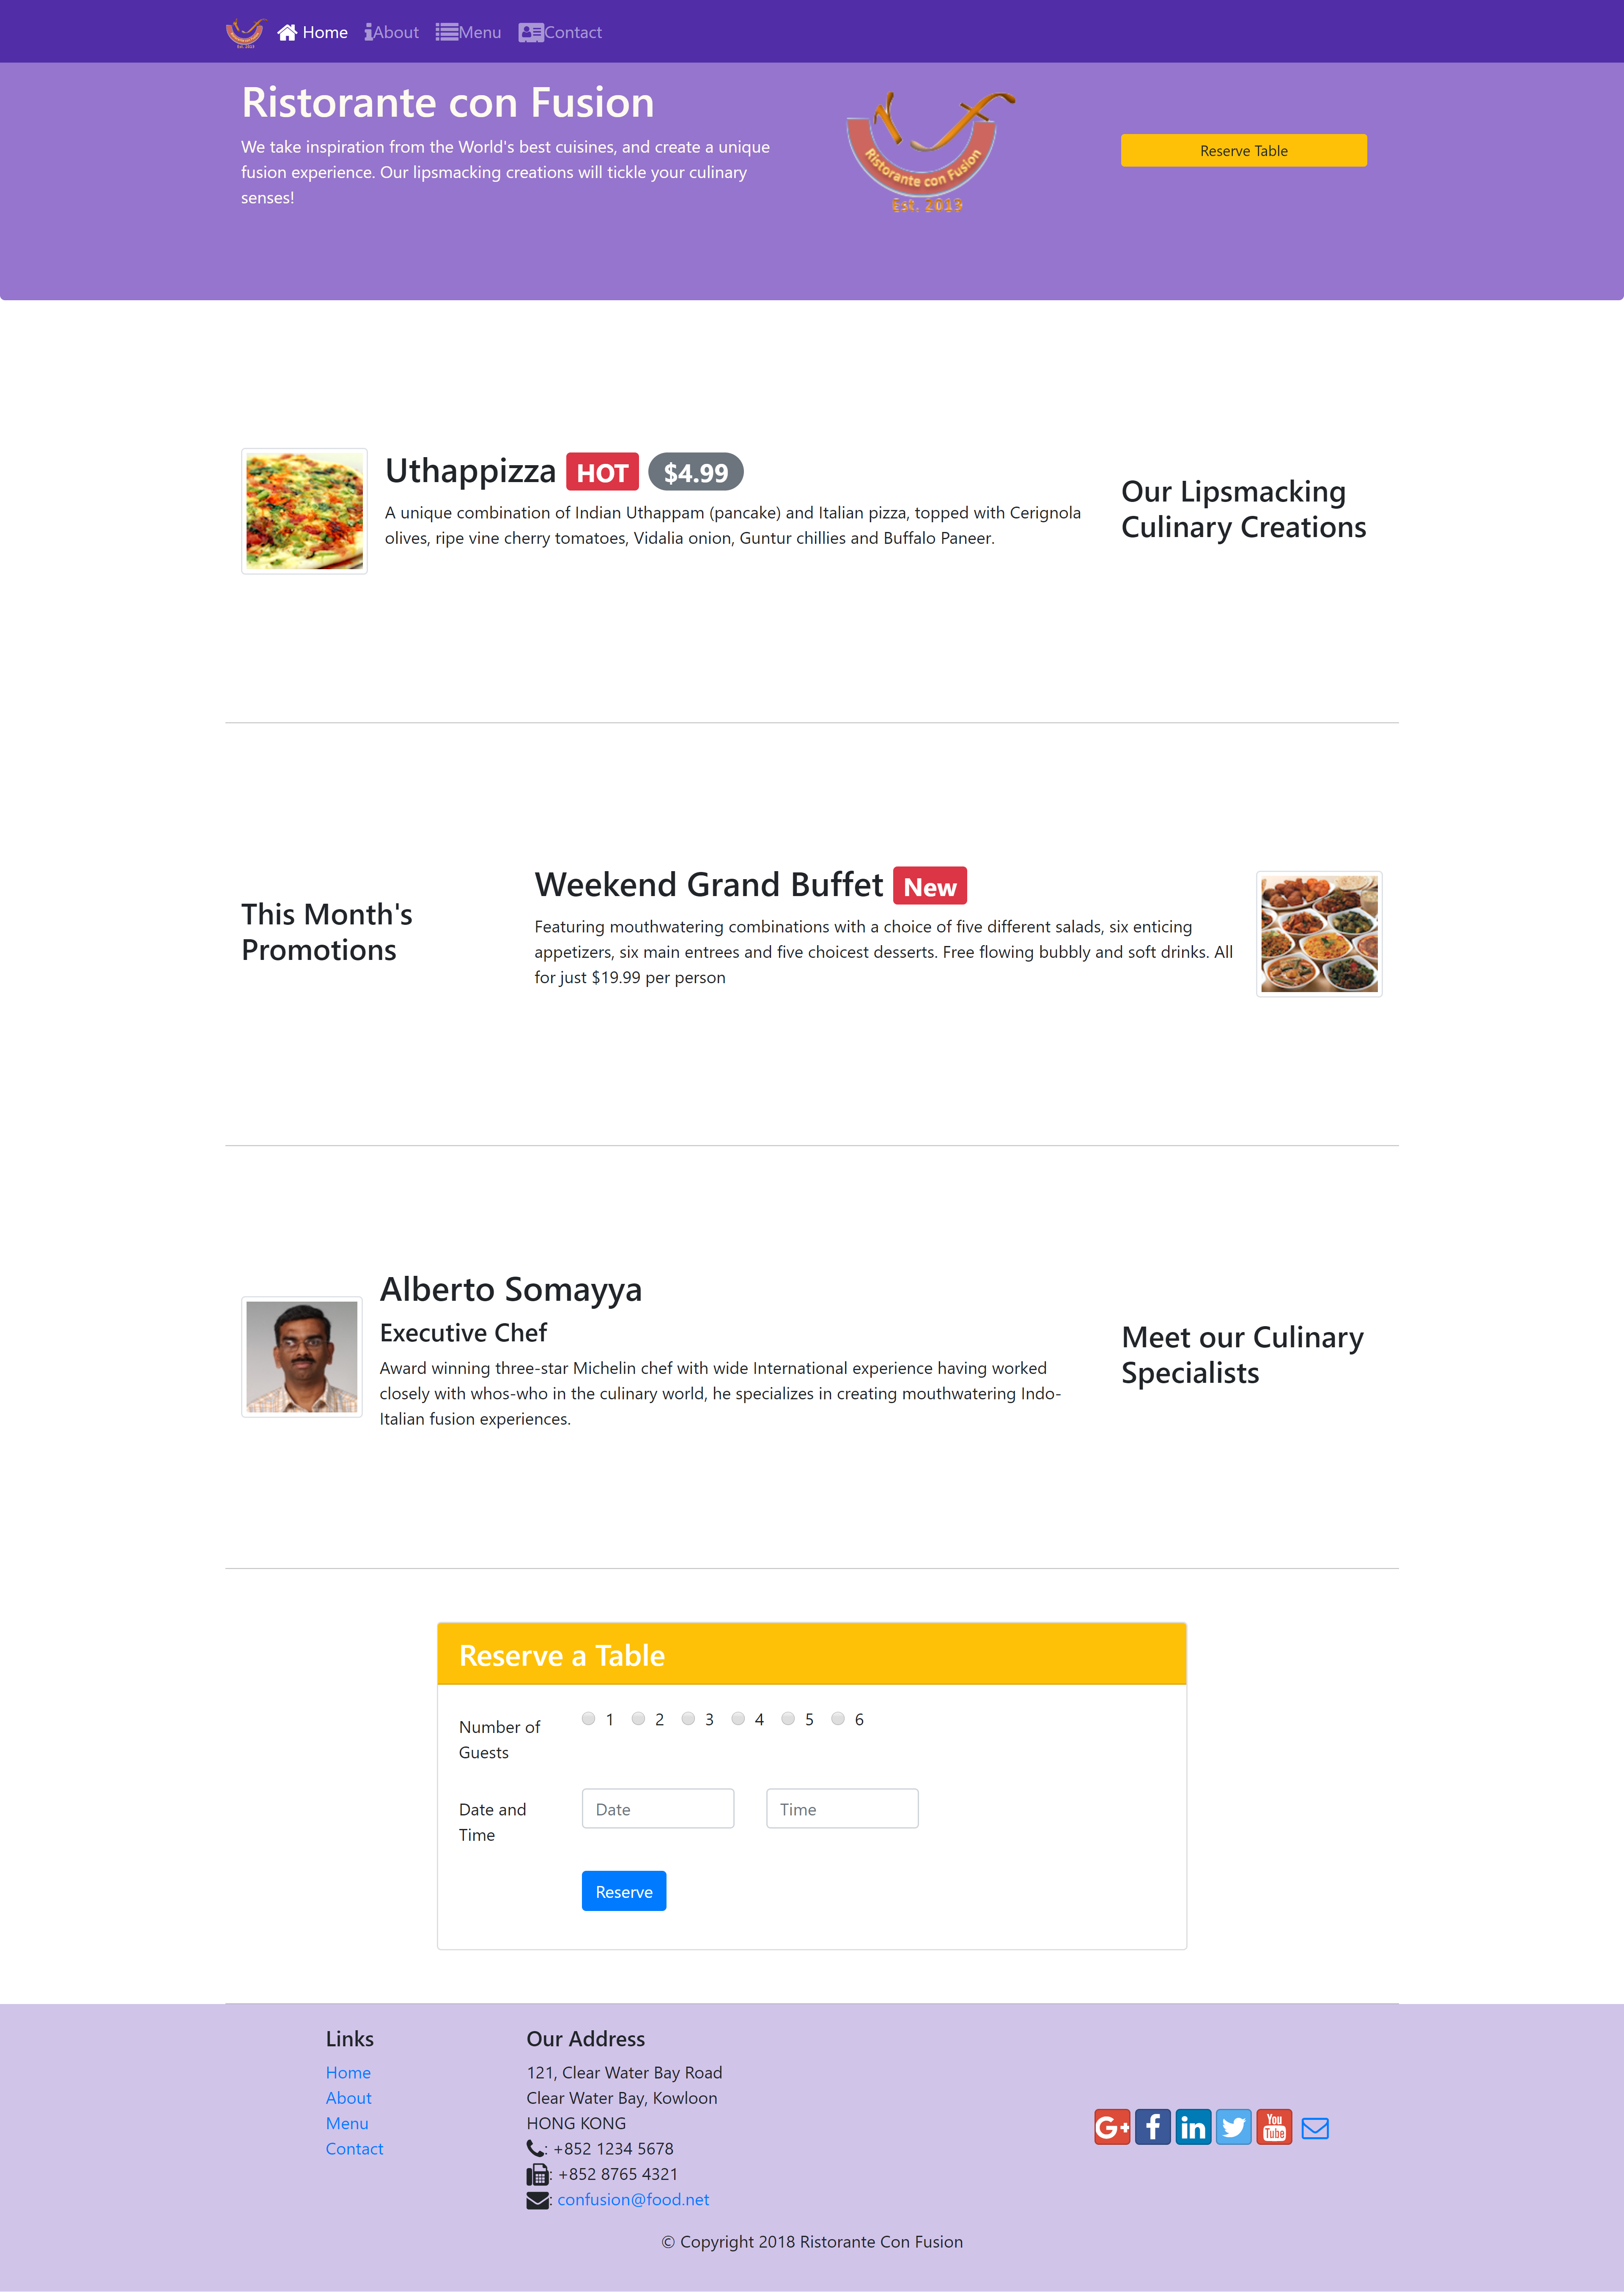 Home About Menu Contact
Ristorante con Fusion
We take inspiration from the World's best cuisines, and create a unique
fusion experience. Our lipsmacking creations will tickle your culinary
senses!
Ristorante con Fusion
Est. 2013
Reserve Table
Uthappizza HOT $4.99
A unique combination of Indian Uthappam (pancake) and Italian pizza, topped with Cerignola
olives, ripe vine cherry tomatoes, Vidalia onion, Guntur chillies and Buffalo Paneer.
Our Lipsmacking
Culinary Creations
This Month's
Promotions
Weekend Grand Buffet New
Featuring mouthwatering combinations with a choice of five different salads, six enticing
appetizers, six main entrees and five choicest desserts. Free flowing bubbly and soft drinks. All
for just $19.99 per person
Alberto Somayya
Executive Chef
Award winning three-star Michelin chef with wide International experience having worked
closely with whos-who in the culinary world, he specializes in creating mouthwatering Indo-
Italian fusion experiences.
Meet our Culinary
Specialists
Reserve a Table
Number of
Guests
1 2 3 4 5 6
Date and
Time
Date Time
Reserve
Links
Home
About
Menu
Contact
Our Address
121, Clear Water Bay Road
Clear Water Bay, Kowloon
HONG KONG
: +852 1234 5678
: +852 8765 4321
: confusion@food.net
G+ f in You
Tube
© Copyright 2018 Ristorante Con Fusion